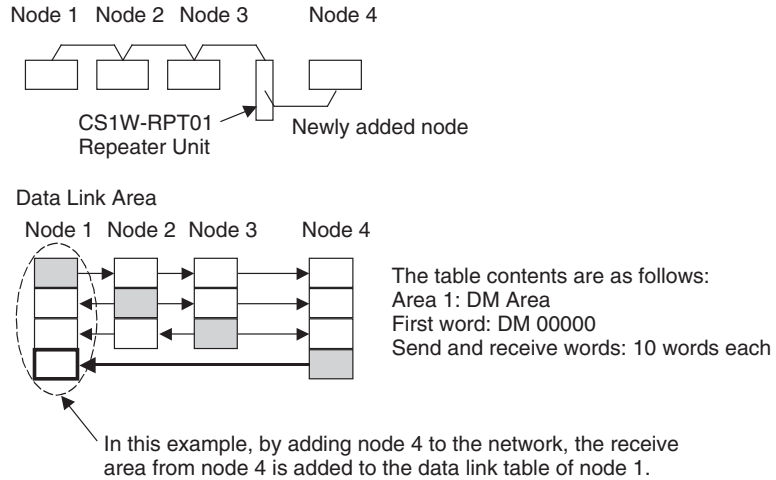 Node 1 Node 2 Node 3 Node 4
CS1W-RPT01
Repeater Unit
Newly added node
Data Link Area
Node 1 Node 2 Node 3 Node 4
The table contents are as follows:
Area 1: DM Area
First word: DM 00000
Send and receive words: 10 words each
In this example, by adding node 4 to the network, the receive
area from node 4 is added to the data link table of node 1.